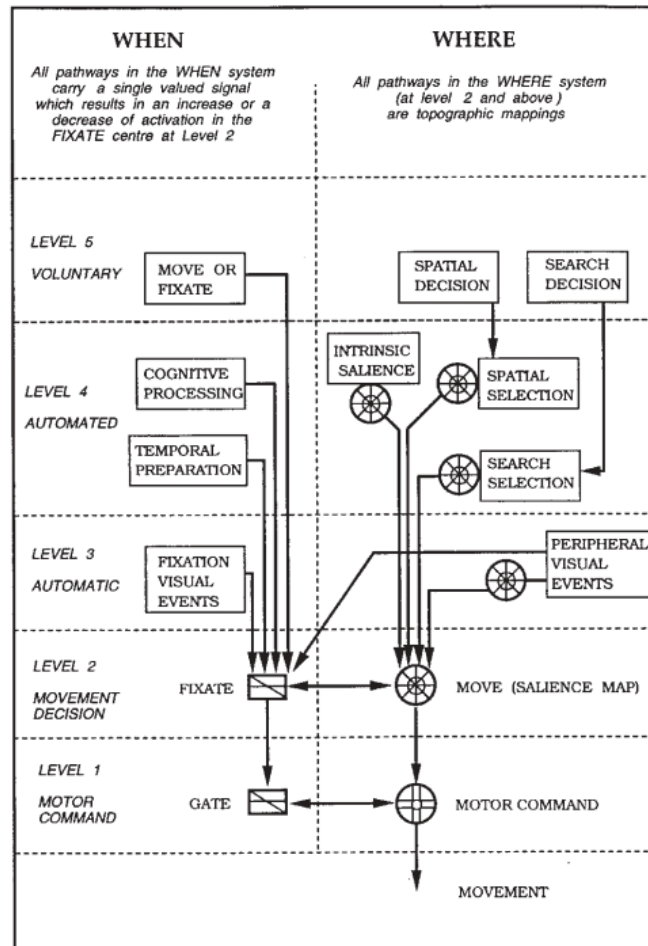 WHEN
All pathways in the WHEN system
carry a single valued signal
which results in an increase or a
decrease of activation in the
FIXATE centre at Level 2
WHERE
All pathways in the WHERE system
(at level 2 and above )
are topographic mappings
LEVEL 5
VOLUNTARY
MOVE OR
FIXATE
SPATIAL
DECISION
SEARCH
DECISION
LEVEL 4
AUTOMATED
COGNITIVE
PROCESSING
TEMPORAL
PREPARATION
INTRINSIC
SALIENCE
SPATIAL
SELECTION
SEARCH
SELECTION
LEVEL 3
AUTOMATIC
FIXATION
VISUAL
EVENTS
PERIPHERAL
VISUAL
EVENTS
LEVEL 2
MOVEMENT
DECISION
FIXATE
MOVE (SALIENCE MAP)
LEVEL 1
MOTOR
COMMAND
GATE
MOTOR COMMAND
MOVEMENT